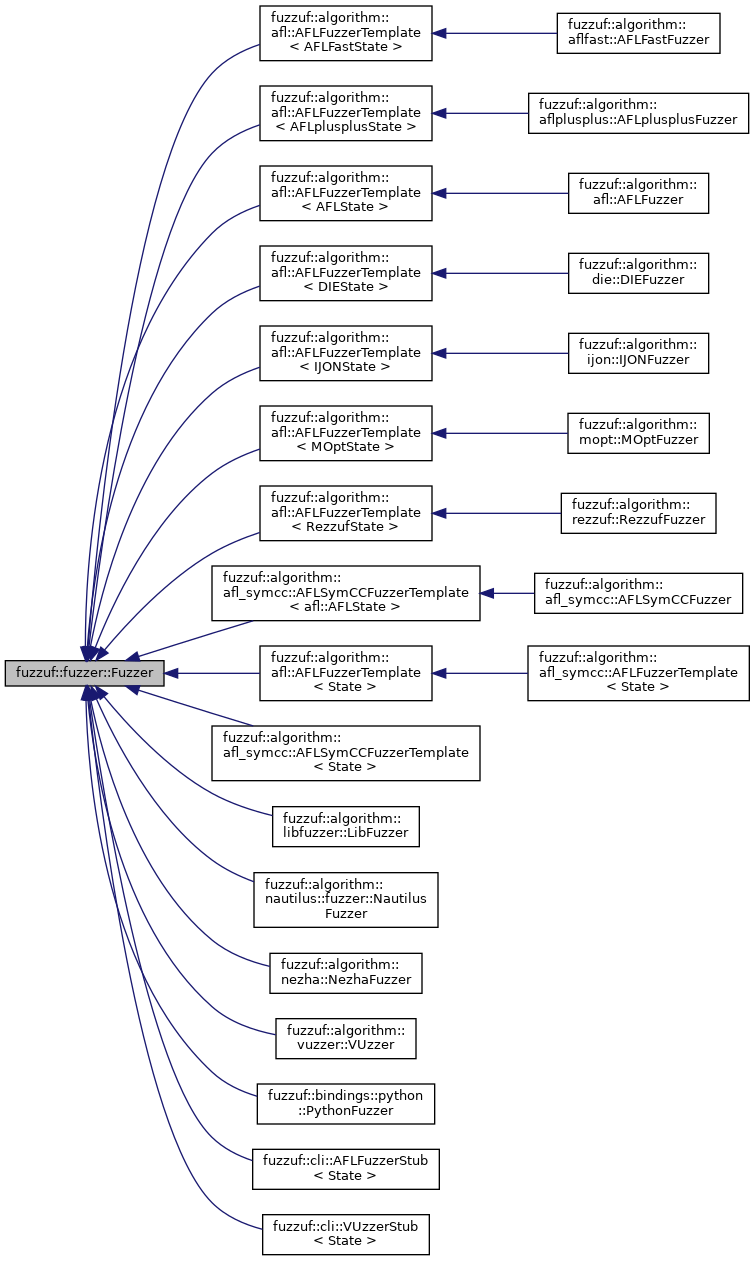 fuzzuf::algorithm::
afl::AFLFuzzerTemplate
< AFLFastState >
fuzzuf::algorithm::
aflfast::AFLFastFuzzer
fuzzuf::algorithm::
afl::AFLFuzzerTemplate
< AFLplusplusState >
fuzzuf::algorithm::
aflplusplus::AFLplusplusFuzzer
fuzzuf::algorithm::
afl::AFLFuzzerTemplate
< AFLState >
fuzzuf::algorithm::
afl::AFLFuzzer
fuzzuf::algorithm::
afl::AFLFuzzerTemplate
< DIEState >
fuzzuf::algorithm::
die::DIEFuzzer
fuzzuf::algorithm::
afl::AFLFuzzerTemplate
< IJONState >
fuzzuf::algorithm::
ijon::IJONFuzzer
fuzzuf::algorithm::
afl::AFLFuzzerTemplate
< MOptState >
fuzzuf::algorithm::
mopt::MOptFuzzer
fuzzuf::algorithm::
afl::AFLFuzzerTemplate
< RezzufState >
fuzzuf::algorithm::
rezzuf::RezzufFuzzer
fuzzuf::algorithm::
afl_symcc::AFLSymCCFuzzerTemplate
< afl::AFLState >
fuzzuf::algorithm::
afl_symcc::AFLSymCCFuzzer
fuzzuf::fuzzer::Fuzzer
fuzzuf::algorithm::
afl::AFLFuzzerTemplate
< State >
fuzzuf::algorithm::
afl_symcc::AFLFuzzerTemplate
< State >
fuzzuf::algorithm::
afl_symcc::AFLSymCCFuzzerTemplate
< State >
fuzzuf::algorithm::
libfuzzer::LibFuzzer
fuzzuf::algorithm::
nautilus::fuzzer::Nautilus
Fuzzer
fuzzuf::algorithm::
nezha::NezhaFuzzer
fuzzuf::algorithm::
vuzzer::VUzzer
fuzzuf::bindings::python
::PythonFuzzer
fuzzuf::cli::AFLFuzzerStub
< State >
fuzzuf::cli::VUzzerStub
< State >